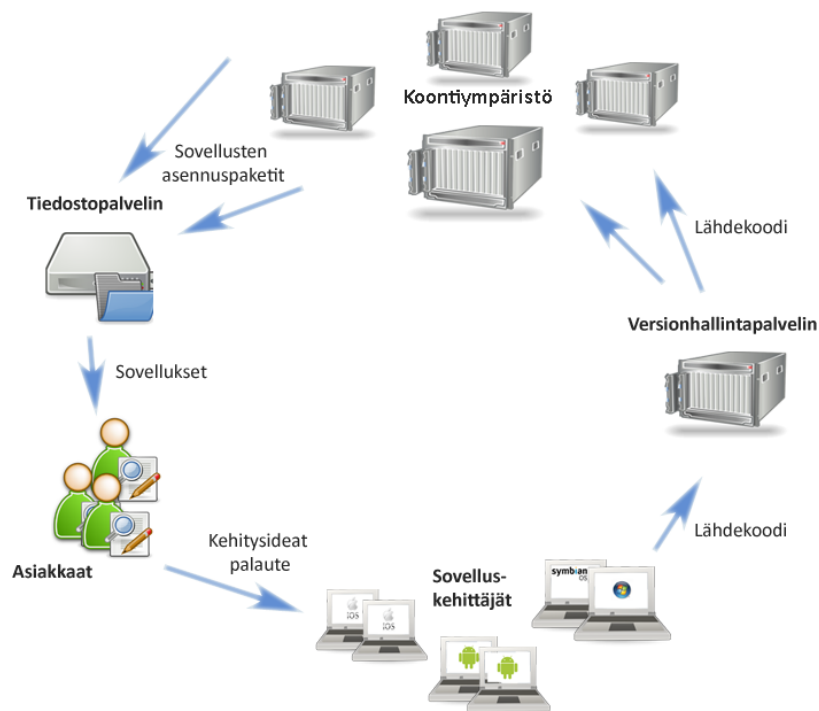 Koontiympäristö
Sovellusten
asennuspaketit
Tiedostopalvelin
Lähdekoodi
Versionhallintapalvelin
Sovellukset
Lähdekoodi
Kehitysideat
palaute
Asiakkaat
Sovellus-
kehittäjät
symbian
OS
iOS
iOS